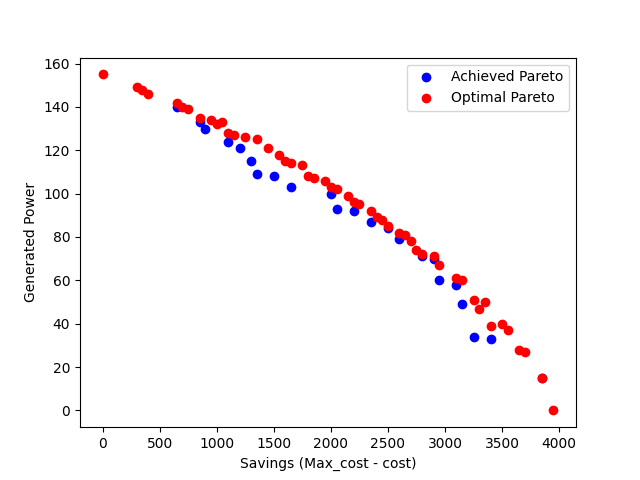 160
140
120
100
80
60
40
20
0
Generated Power
Achieved Pareto
Optimal Pareto
0 500 1000 1500 2000 2500 3000 3500 4000
Savings (Max_cost - cost)